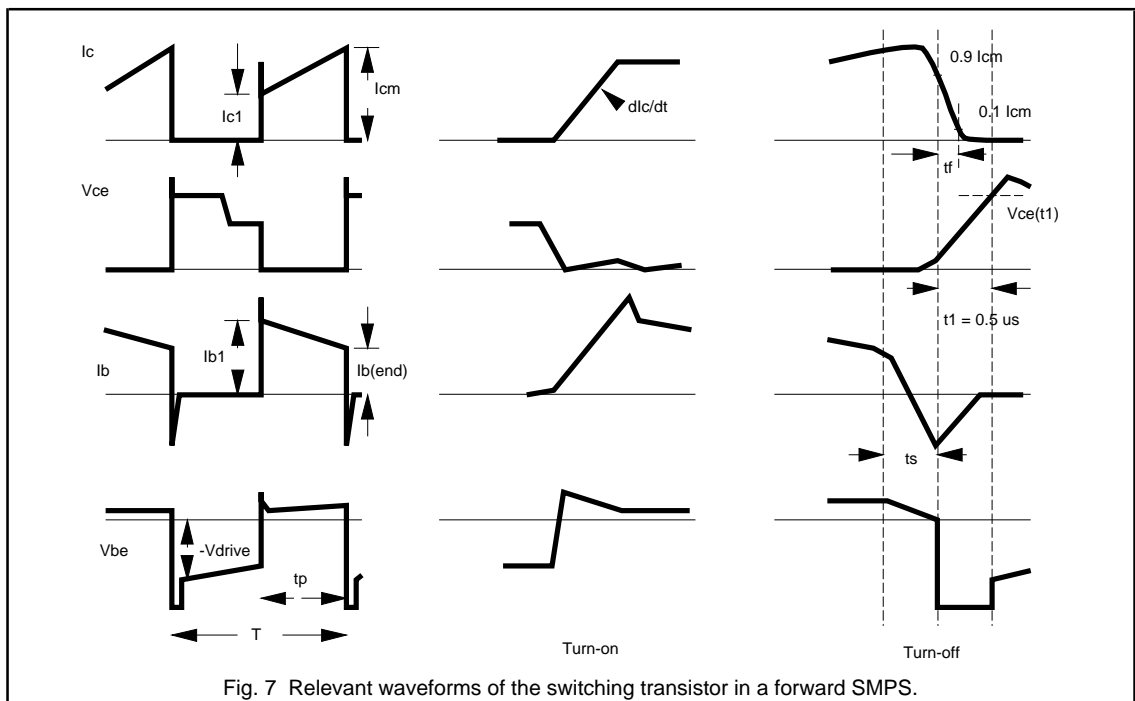 Ic
Ic1
Icm
dIc/dt
0.9 Icm
0.1 Icm
tf
Vce
Vce(t1)
t1 = 0.5 us
Ib
Ib1
Ib(end)
ts
Vbe
-Vdrive
tp
T
Turn-on
Turn-off
Fig. 7 Relevant waveforms of the switching transistor in a forward SMPS.